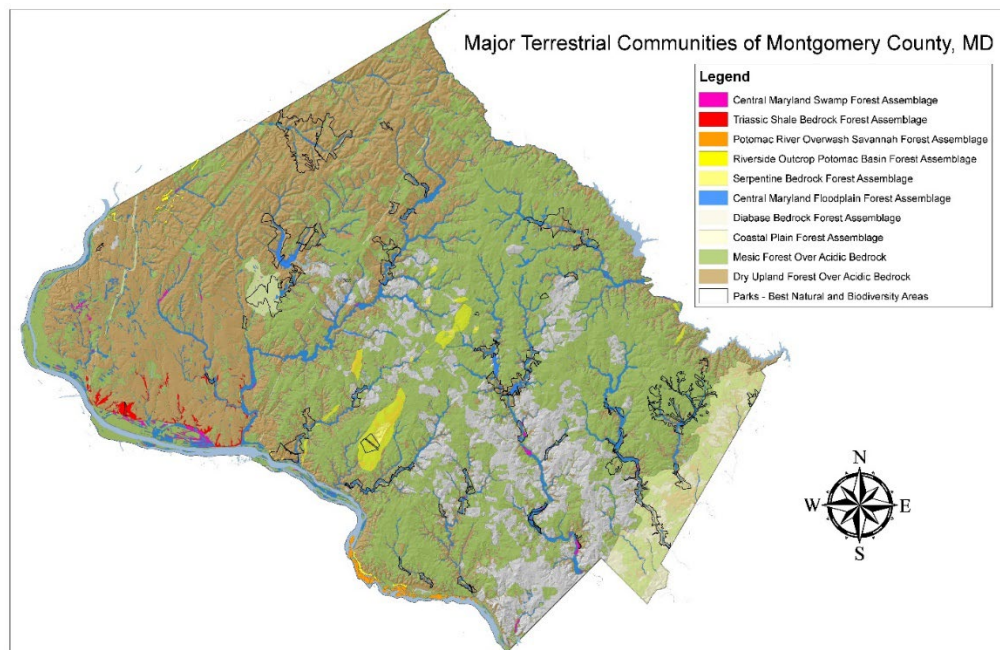 Major Terrestrial Communities of Montgomery County, MD
Legend
Central Maryland Swamp Forest Assemblage
Triassic Shale Bedrock Forest Assemblage
Potomac River Overwash Savannah Forest Assemblage
Riverside Outcrop Potomac Basin Forest Assemblage
Serpentine Bedrock Forest Assemblage
Central Maryland Floodplain Forest Assemblage
Diabase Bedrock Forest Assemblage
Coastal Plain Forest Assemblage
Mesic Forest Over Acidic Bedrock
Dry Upland Forest Over Acidic Bedrock
Parks - Best Natural and Biodiversity Areas
N
W E
S